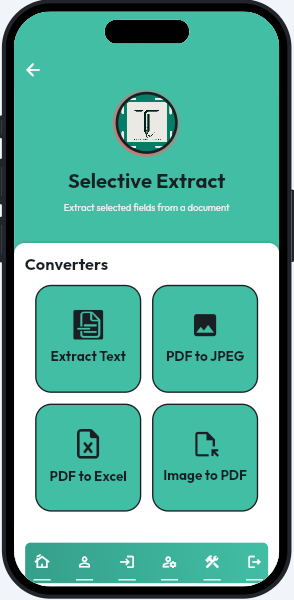 Selective Extract
Extract selected fields from a document
Converters
Extract Text
PDF to JPEG
PDF to Excel
Image to PDF